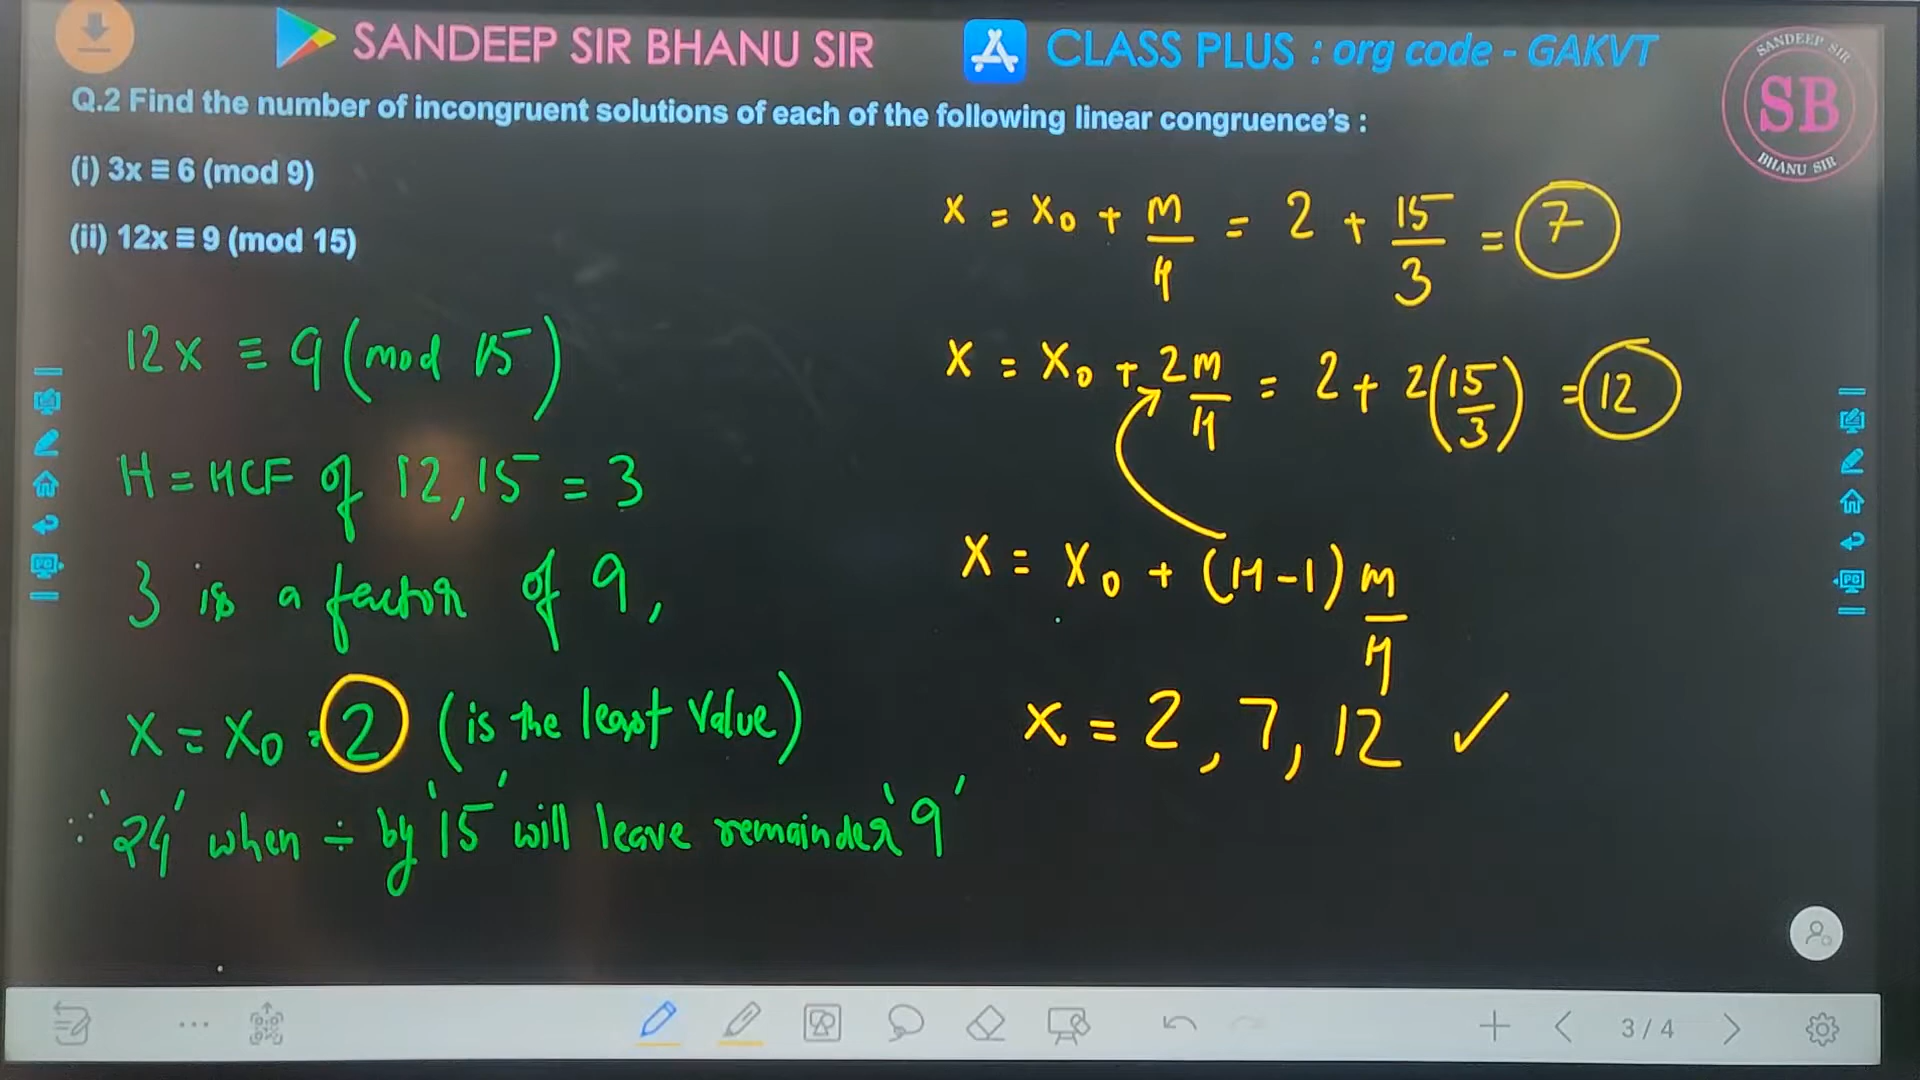 SANDEEP SIR BHANU SIR
CLASS PLUS : org code - GAKVT
SANDEEP SIR
SB
BHANU SIR
Q.2 Find the number of incongruent solutions of each of the following linear congruence's :
(i) 3x ≡ 6 (mod 9)
(ii) 12x ≡ 9 (mod 15)
12x ≡ 9 (mod 15)
H = HCF of 12, 15 = 3
3 is a factor of 9,
x = x₀ = 2 (is the least value)
∵ '24' when ÷ by '15' will leave remainder '9'
x = x₀ + m/H = 2 + 15/3 = 7
x = x₀ + 2m/H = 2 + 2(15/3) = 12
x = x₀ + (H-1) m/H
x = 2, 7, 12 ✓
3 / 4